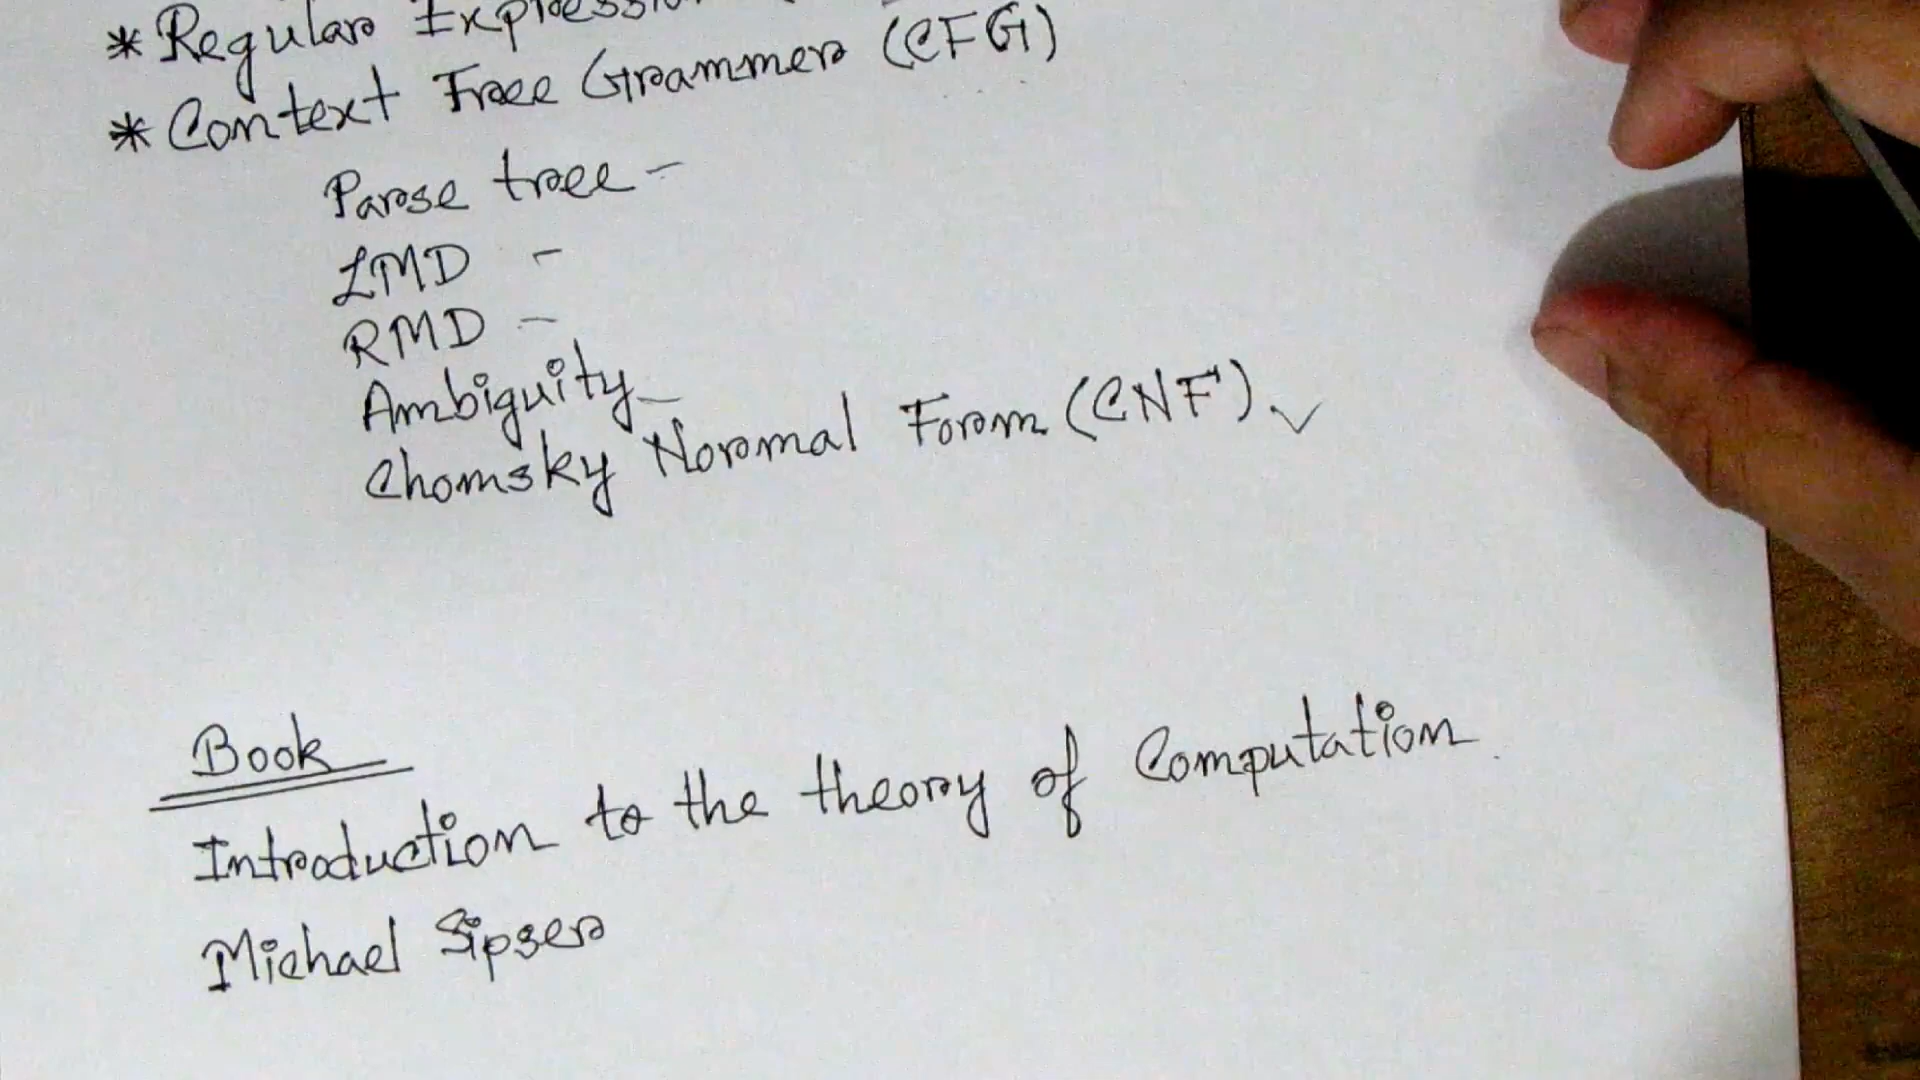 * Regular Expression
* Context Free Grammer (CFG)
Parse tree -
LMD -
RMD -
Ambiguity -
Chomsky Normal Form (CNF). ✓
Book
Introduction to the theory of Computation
Michael Sipser